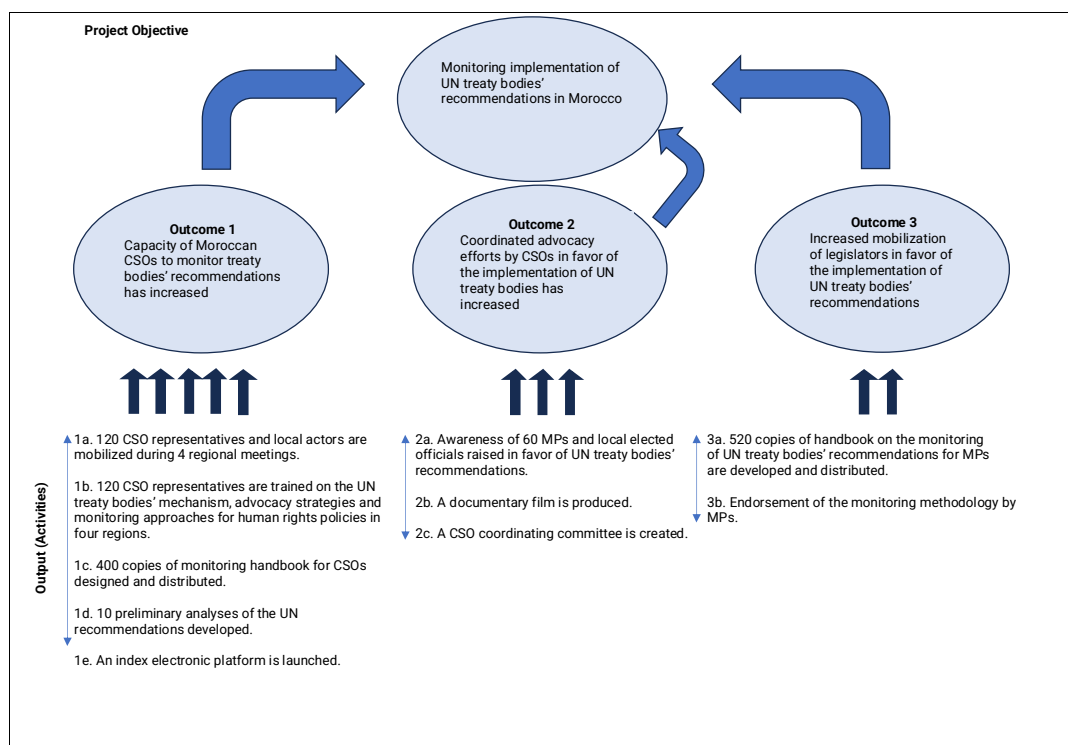 Project Objective
Monitoring implementation of
UN treaty bodies’
recommendations in Morocco
Outcome 1
Capacity of Moroccan
CSOs to monitor treaty
bodies’ recommendations
has increased
Outcome 2
Coordinated advocacy
efforts by CSOs in favor of
the implementation of UN
treaty bodies has
increased
Outcome 3
Increased mobilization
of legislators in favor of
the implementation of
UN treaty bodies’
recommendations
Output (Activities)
1a. 120 CSO representatives and local actors are
mobilized during 4 regional meetings.
1b. 120 CSO representatives are trained on the UN
treaty bodies’ mechanism, advocacy strategies and
monitoring approaches for human rights policies in
four regions.
1c. 400 copies of monitoring handbook for CSOs
designed and distributed.
1d. 10 preliminary analyses of the UN
recommendations developed.
1e. An index electronic platform is launched.
2a. Awareness of 60 MPs and local elected
officials raised in favor of UN treaty bodies’
recommendations.
2b. A documentary film is produced.
2c. A CSO coordinating committee is created.
3a. 520 copies of handbook on the monitoring
of UN treaty bodies’ recommendations for MPs
are developed and distributed.
3b. Endorsement of the monitoring methodology by
MPs.